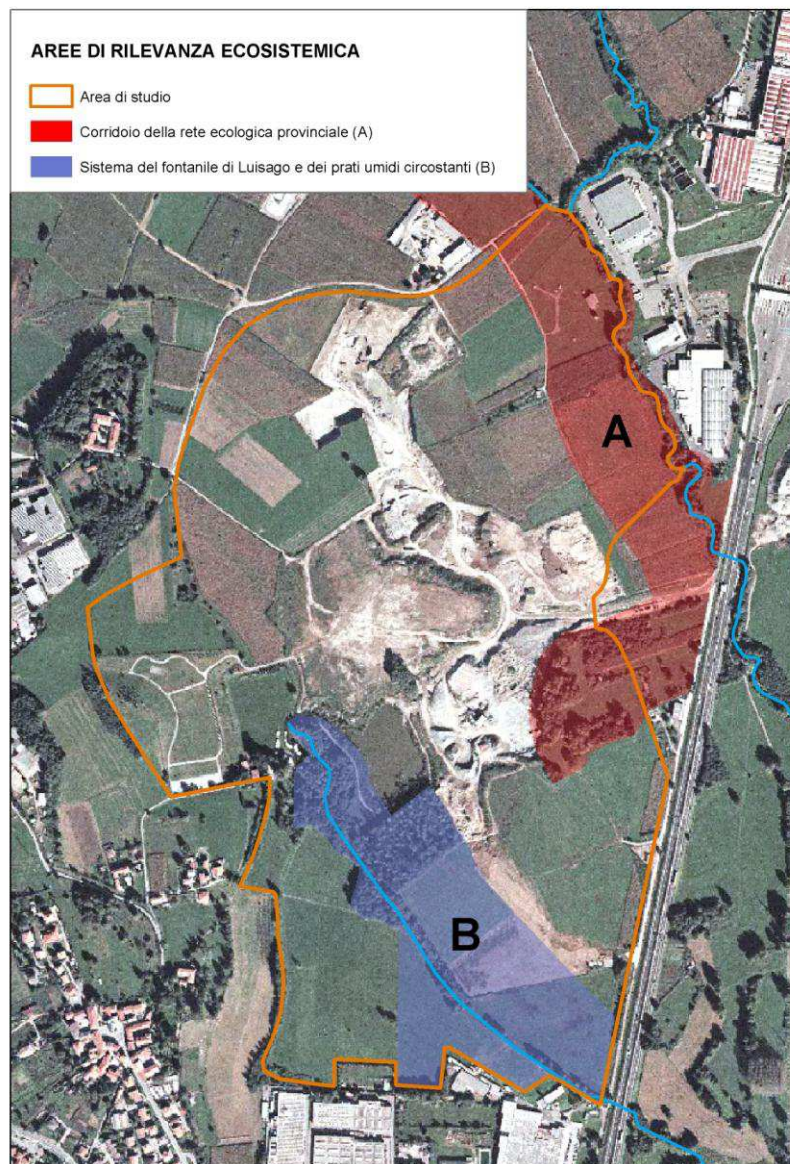 AREE DI RILEVANZA ECOSISTEMICA
Area di studio
Corridoio della rete ecologica provinciale (A)
Sistema del fontanile di Luisago e dei prati umidi circostanti (B)
A
B